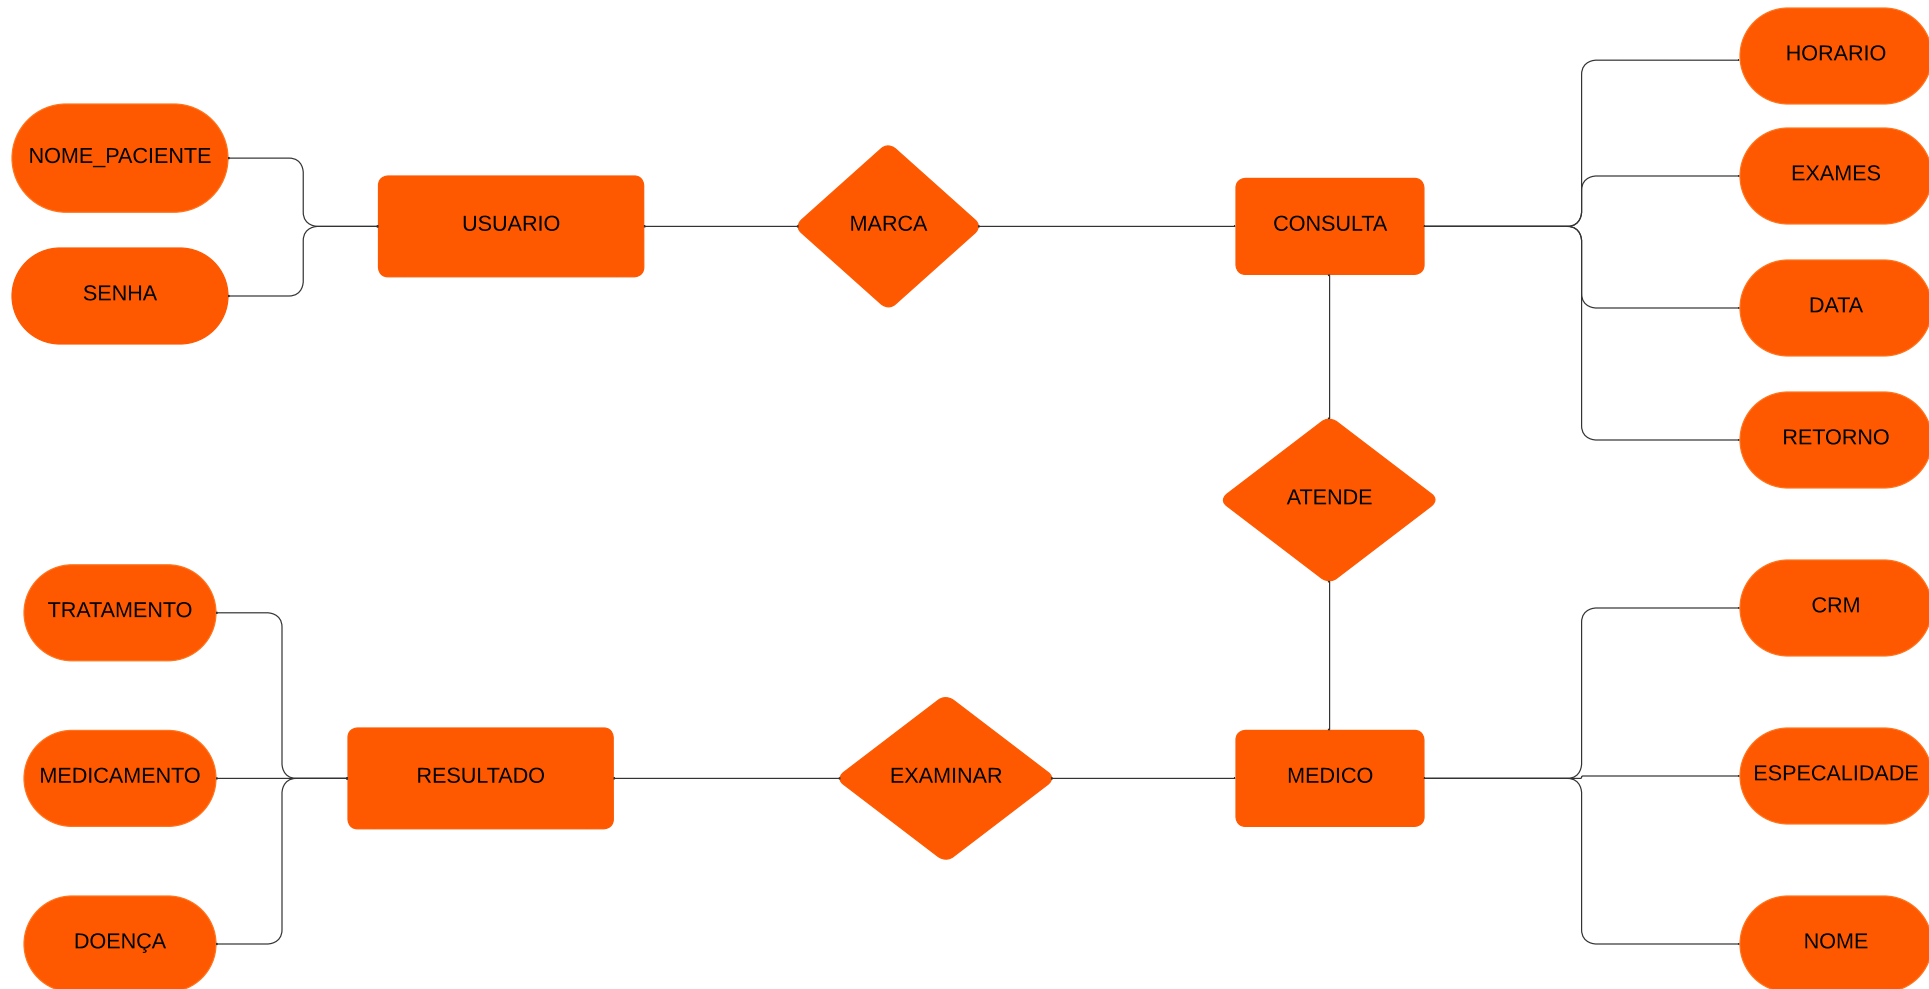 HORARIO
NOME_PACIENTE
EXAMES
USUARIO
MARCA
CONSULTA
SENHA
DATA
RETORNO
ATENDE
TRATAMENTO
CRM
MEDICAMENTO
RESULTADO
EXAMINAR
MEDICO
ESPECALIDADE
DOENÇA
NOME